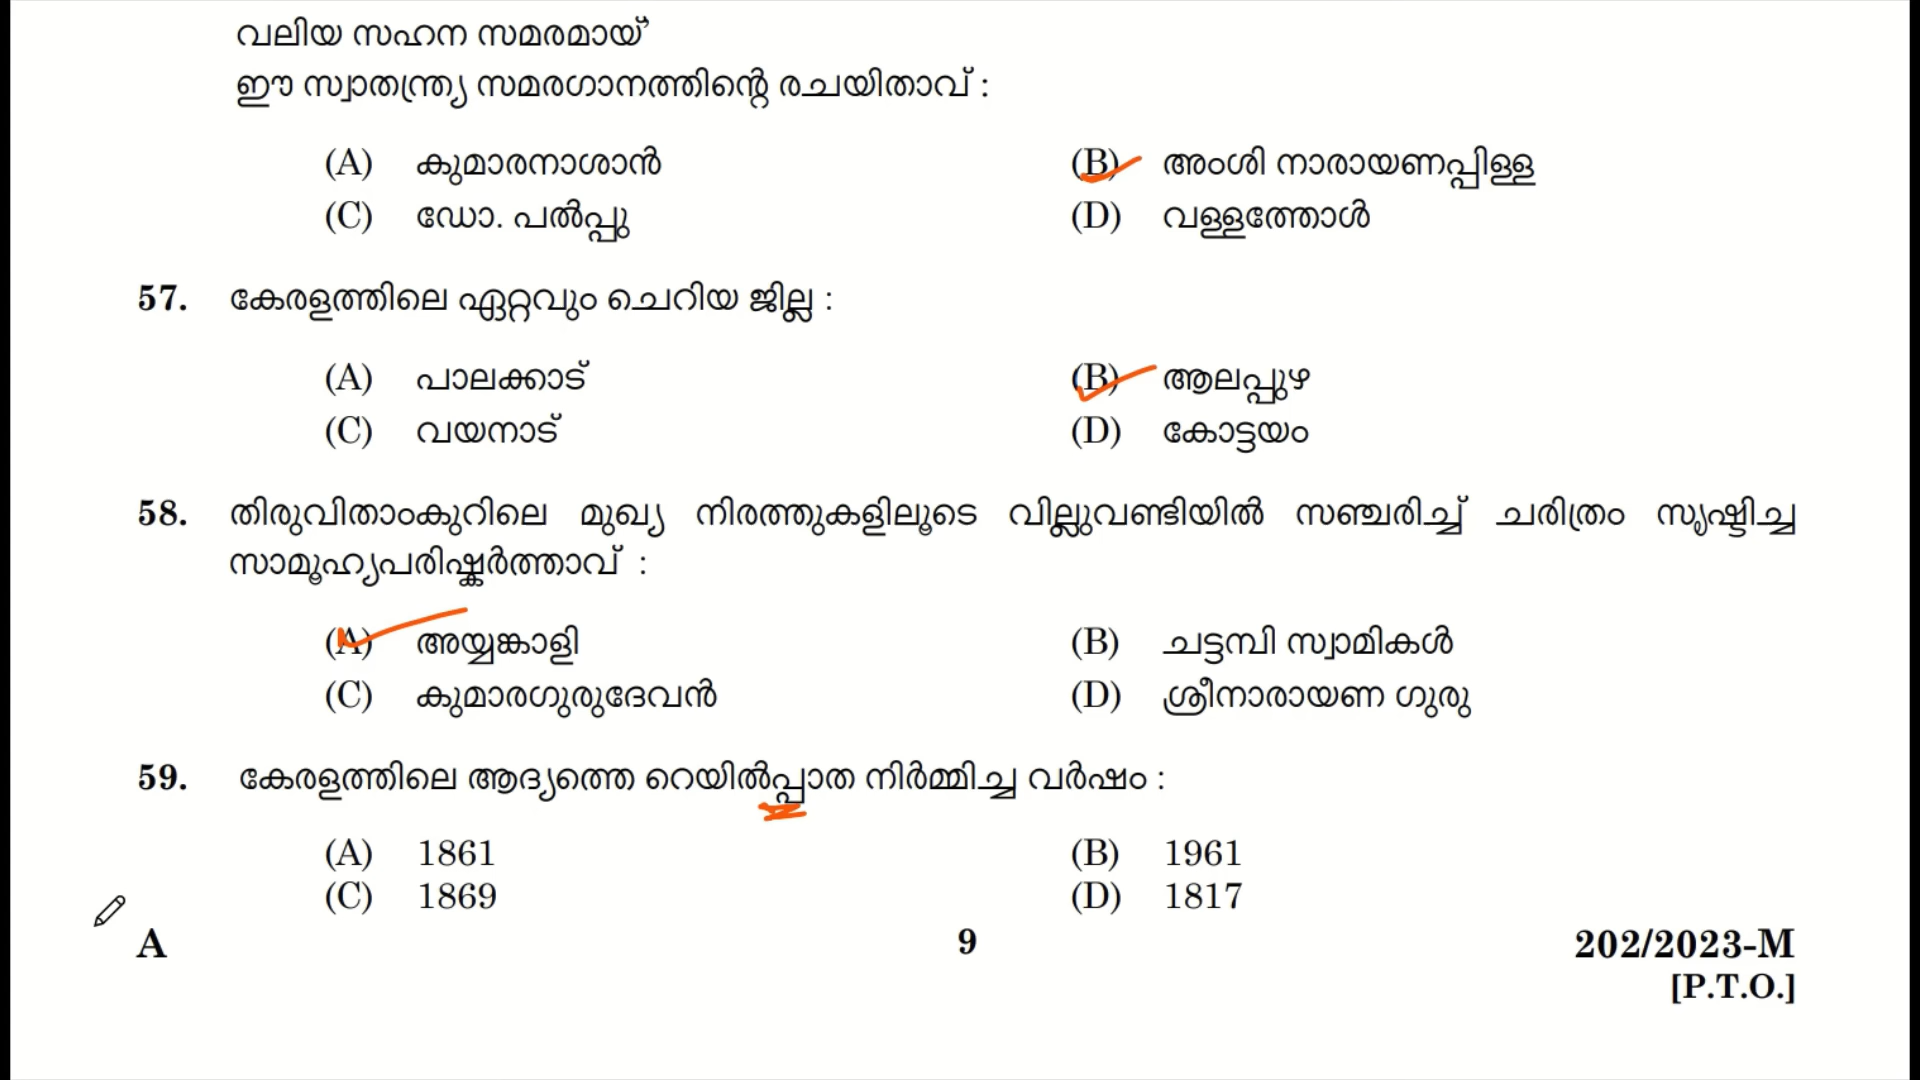 വലിയ സഹന സമരമായ്'
ഈ സ്വാതന്ത്ര്യ സമരഗാനത്തിന്റെ രചയിതാവ് :
(A) കുമാരനാശാൻ (B) അംശി നാരായണപ്പിള്ള
(C) ഡോ. പൽപ്പു (D) വള്ളത്തോൾ
57. കേരളത്തിലെ ഏറ്റവും ചെറിയ ജില്ല :
(A) പാലക്കാട് (B) ആലപ്പുഴ
(C) വയനാട് (D) കോട്ടയം
58. തിരുവിതാംകുറിലെ മുഖ്യ നിരത്തുകളിലൂടെ വില്ലുവണ്ടിയിൽ സഞ്ചരിച്ച് ചരിത്രം സൃഷ്ടിച്ച
സാമൂഹ്യപരിഷ്കർത്താവ് :
(A) അയ്യങ്കാളി (B) ചട്ടമ്പി സ്വാമികൾ
(C) കുമാരഗുരുദേവൻ (D) ശ്രീനാരായണ ഗുരു
59. കേരളത്തിലെ ആദ്യത്തെ റെയിൽപ്പാത നിർമ്മിച്ച വർഷം :
(A) 1861 (B) 1961
(C) 1869 (D) 1817
A 9 202/2023-M
[P.T.O.]